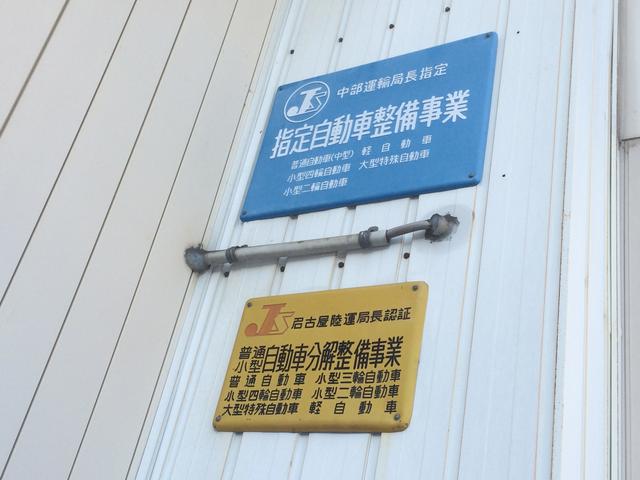 JS 中部運輸局長指定
指定自動車整備事業
普通自動車(中型) 軽自動車
小型四輪自動車 大型特殊自動車
小型二輪自動車
JS 名古屋陸運局長認証
普通
小型自動車分解整備事業
普通自動車 小型三輪自動車
小型四輪自動車 小型二輪自動車
大型特殊自動車 軽自動車